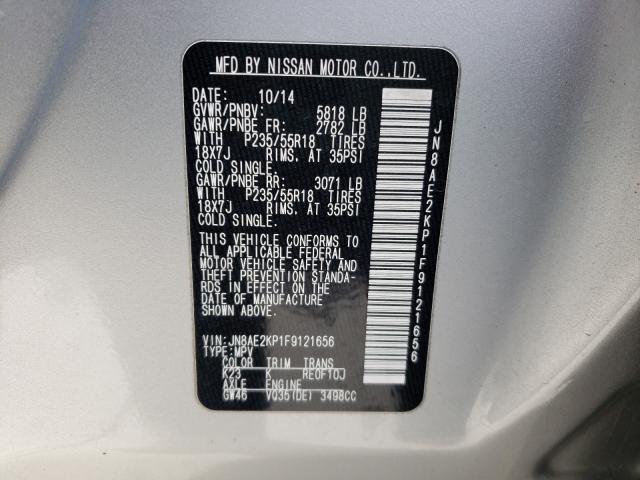 MFD BY NISSAN MOTOR CO.,LTD.
DATE: 10/14
GVWR/PNBV: 5818 LB
GAWR/PNBE FR: 2782 LB
WITH P235/55R18 TIRES
18X7J RIMS. AT 35PSI
COLD SINGLE.
GAWR/PNBE RR: 3071 LB
WITH P235/55R18 TIRES
18X7J RIMS. AT 35PSI
COLD SINGLE.
THIS VEHICLE CONFORMS TO
ALL APPLICABLE FEDERAL
MOTOR VEHICLE SAFETY AND
THEFT PREVENTION STANDA-
RDS IN EFFECT ON THE
DATE OF MANUFACTURE
SHOWN ABOVE.
VIN:JN8AE2KP1F9121656
TYPE:MPV
COLOR TRIM TRANS
K23 K RE0F10J
AXLE ENGINE
GW46 VQ35(DE) 3498CC
JN8AE2KP1F9121656